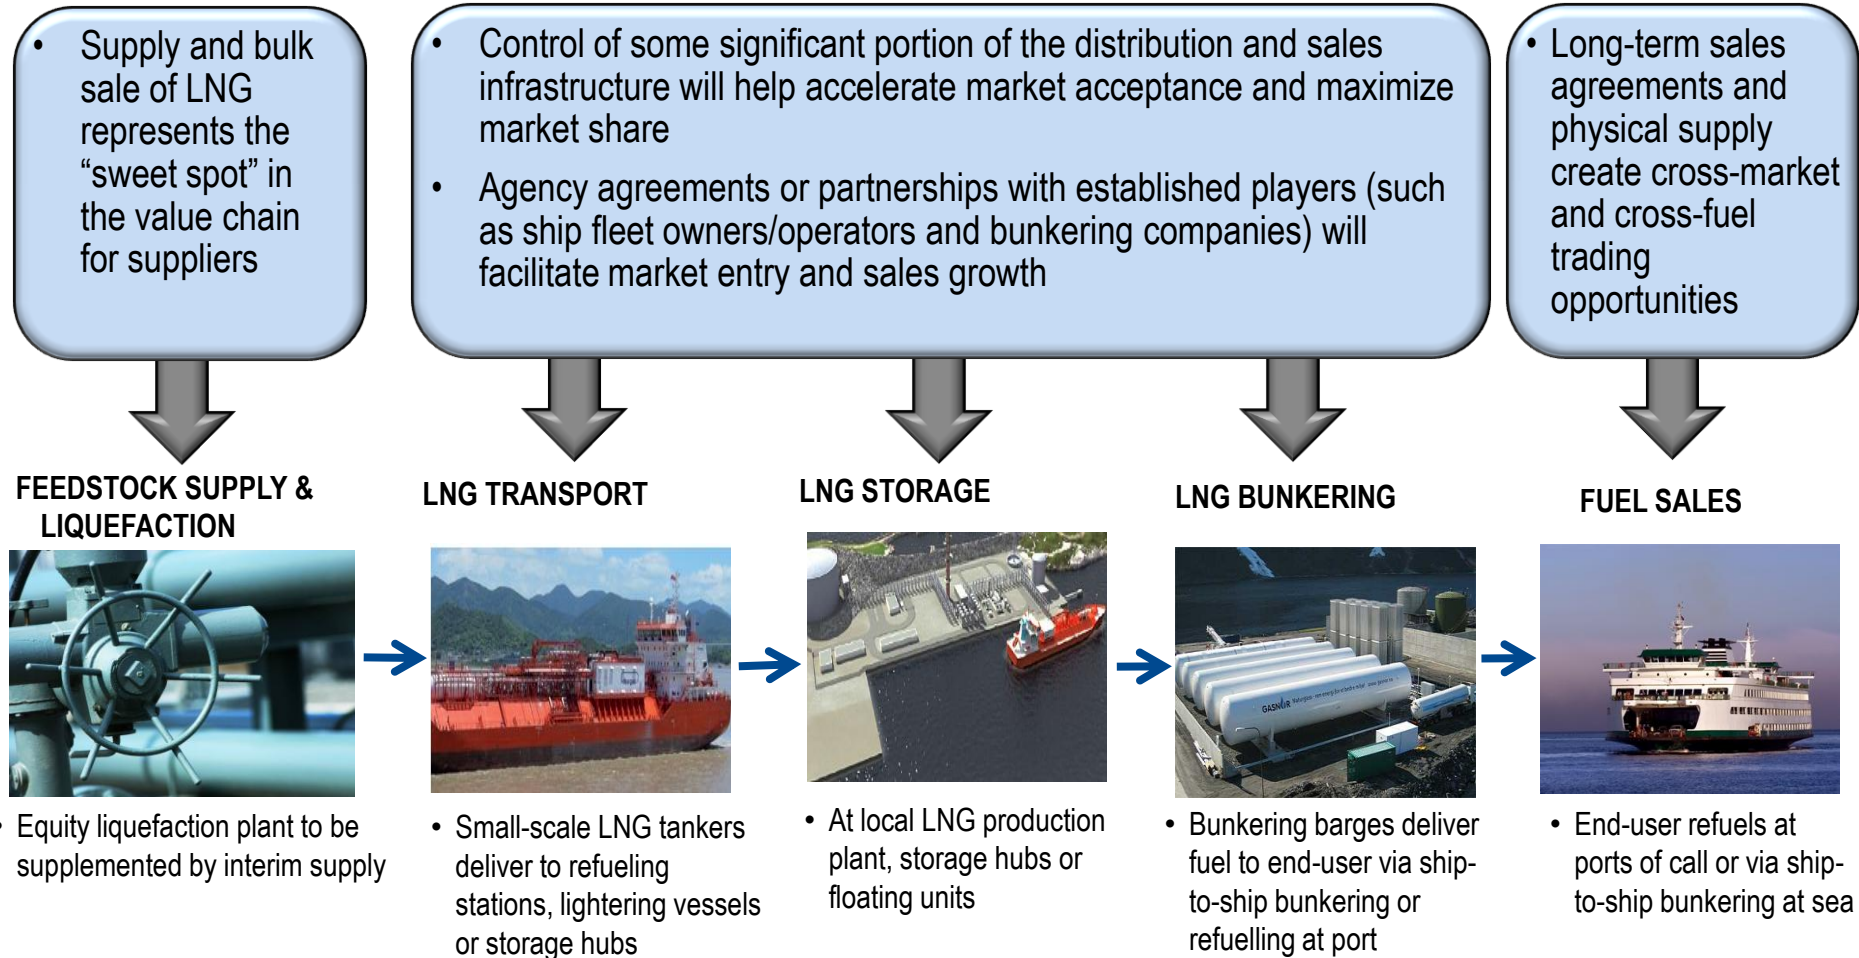 • Supply and bulk
sale of LNG
represents the
“sweet spot” in
the value chain
for suppliers
• Control of some significant portion of the distribution and sales
infrastructure will help accelerate market acceptance and maximize
market share
• Agency agreements or partnerships with established players (such
as ship fleet owners/operators and bunkering companies) will
facilitate market entry and sales growth
• Long-term sales
agreements and
physical supply
create cross-market
and cross-fuel
trading
opportunities
FEEDSTOCK SUPPLY &
LIQUEFACTION
LNG TRANSPORT
LNG STORAGE
LNG BUNKERING
FUEL SALES
GASNOR
• Equity liquefaction plant to be
supplemented by interim supply
• Small-scale LNG tankers
deliver to refueling
stations, lightering vessels
or storage hubs
• At local LNG production
plant, storage hubs or
floating units
• Bunkering barges deliver
fuel to end-user via ship-
to-ship bunkering or
refuelling at port
• End-user refuels at
ports of call or via ship-
to-ship bunkering at sea